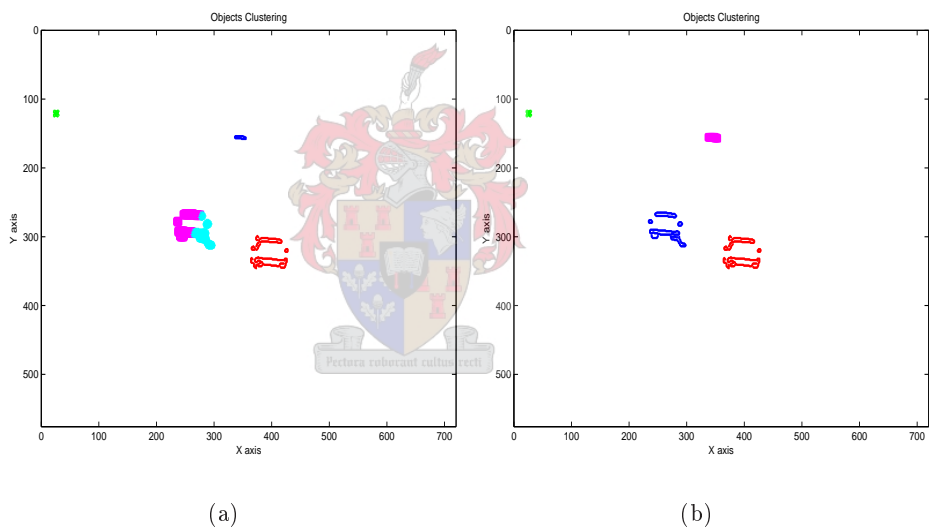 Objects Clustering
0
100
200
300
400
500
Y axis
0 100 200 300 400 500 600 700
X axis
(a)
Objects Clustering
0
100
200
300
400
500
Y axis
0 100 200 300 400 500 600 700
X axis
(b)
Pectora roborant cultus recti